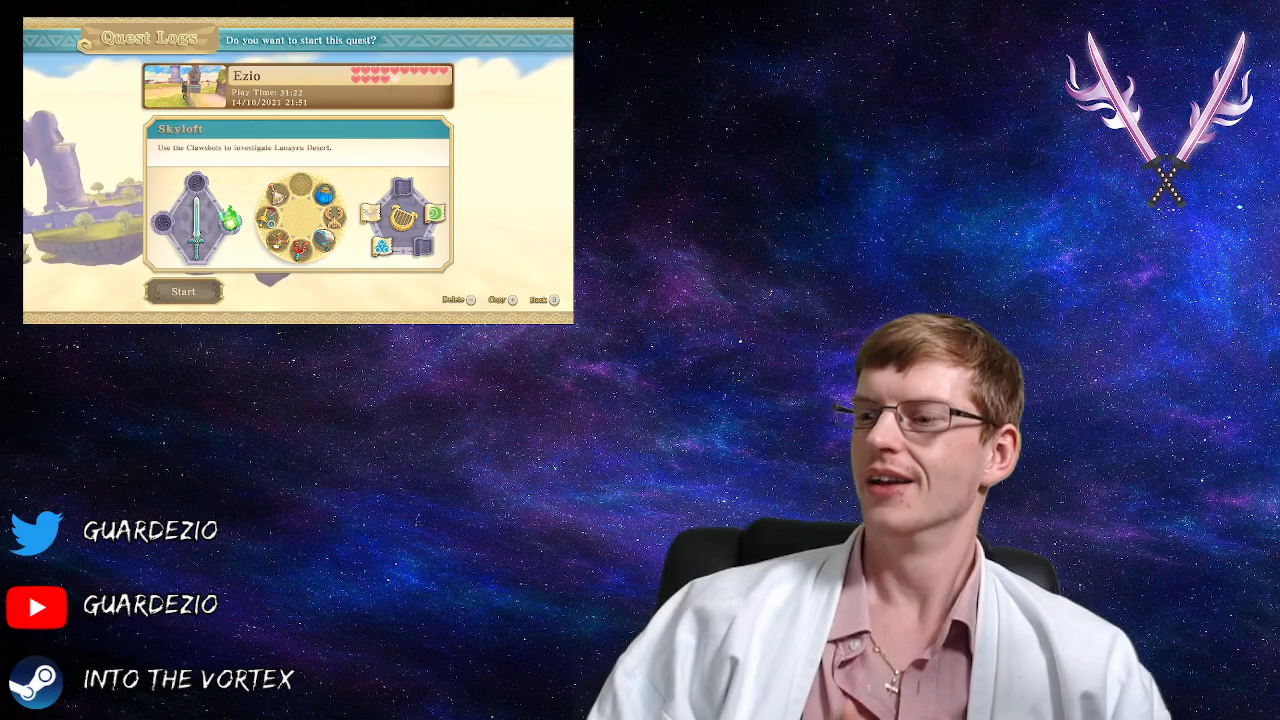 Quest Logs
Do you want to start this quest?
Ezio
Play Time: 31:22
14/10/2021 21:51
Skyloft
Use the Clawshots to investigate Lanayru Desert.
Start
Delete
Copy
Back
GUARDEZIO
GUARDEZIO
INTO THE VORTEX